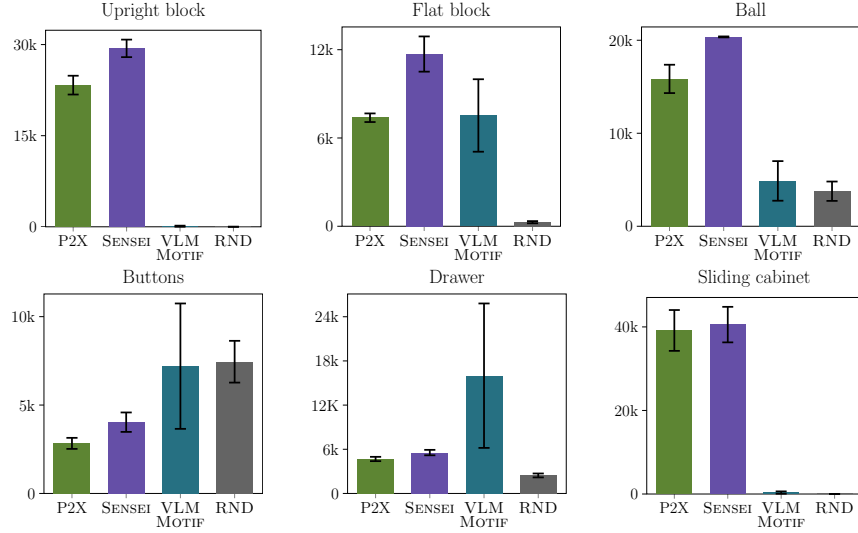 Upright block
30k
15k
0
P2X SENSEI VLM MOTIF RND
Flat block
12k
6k
0
P2X SENSEI VLM MOTIF RND
Ball
20k
10k
0
P2X SENSEI VLM MOTIF RND
Buttons
10k
5k
0
P2X SENSEI VLM MOTIF RND
Drawer
24k
18k
12K
6k
0
P2X SENSEI VLM MOTIF RND
Sliding cabinet
40k
20k
0
P2X SENSEI VLM MOTIF RND